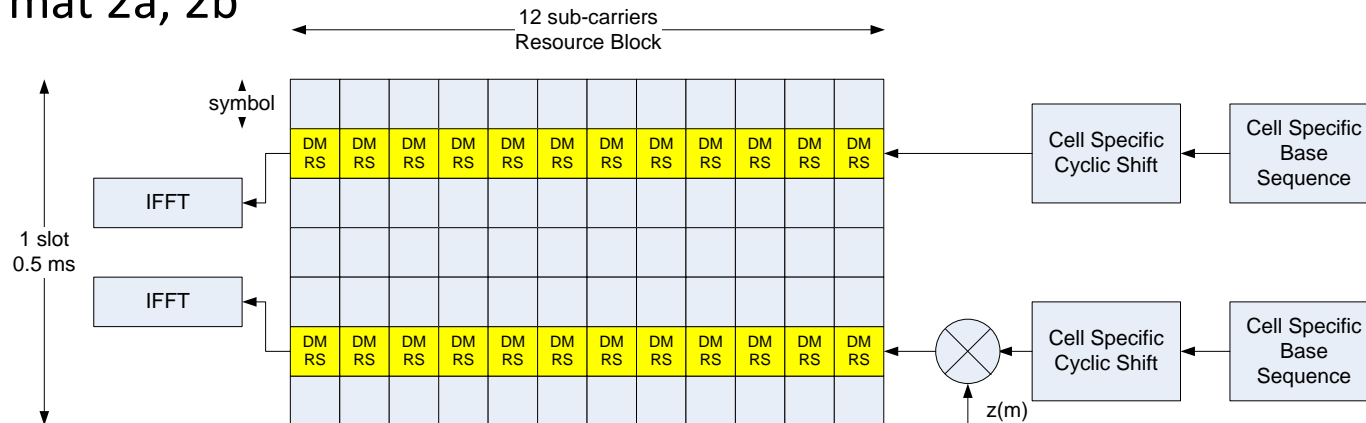 mat 2a, 2b
12 sub-carriers
Resource Block
symbol
DM DM DM DM DM DM DM DM DM DM DM DM
RS RS RS RS RS RS RS RS RS RS RS RS
Cell Specific
Cyclic Shift
Cell Specific
Base
Sequence
IFFT
1 slot
0.5 ms
IFFT
DM DM DM DM DM DM DM DM DM DM DM DM
RS RS RS RS RS RS RS RS RS RS RS RS
Cell Specific
Cyclic Shift
Cell Specific
Base
Sequence
z(m)